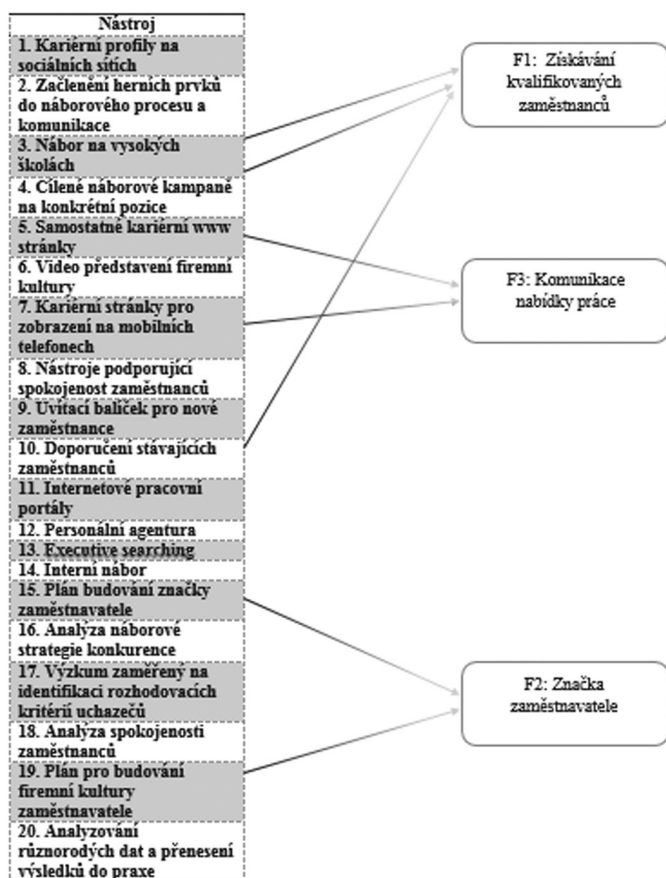 Nástroj
1. Kariérní profily na
sociálních sítích
2. Začlenění herních prvků
do náborového procesu a
komunikace
3. Nábor na vysokých
školách
4. Cílené náborové kampaně
na konkrétní pozice
5. Samostatné kariérní www
stránky
6. Video představení firemní
kultury
7. Kariérní stránky pro
zobrazení na mobilních
telefonech
8. Nástroje podporující
spokojenost zaměstnanců
9. Uvítací balíček pro nové
zaměstnance
10. Doporučení stávajících
zaměstnanců
11. Internetové pracovní
portály
12. Personální agentura
13. Executive searching
14. Interní nábor
15. Plán budování značky
zaměstnavatele
16. Analýza náborové
strategie konkurence
17. Výzkum zaměřený na
identifikaci rozhodovacích
kritérií uchazečů
18. Analýza spokojenosti
zaměstnanců
19. Plán pro budování
firemní kultury
zaměstnavatele
20. Analyzování
různorodých dat a přenesení
výsledků do praxe
F1: Získávání
kvalifikovaných
zaměstnanců
F3: Komunikace
nabídky práce
F2: Značka
zaměstnavatele